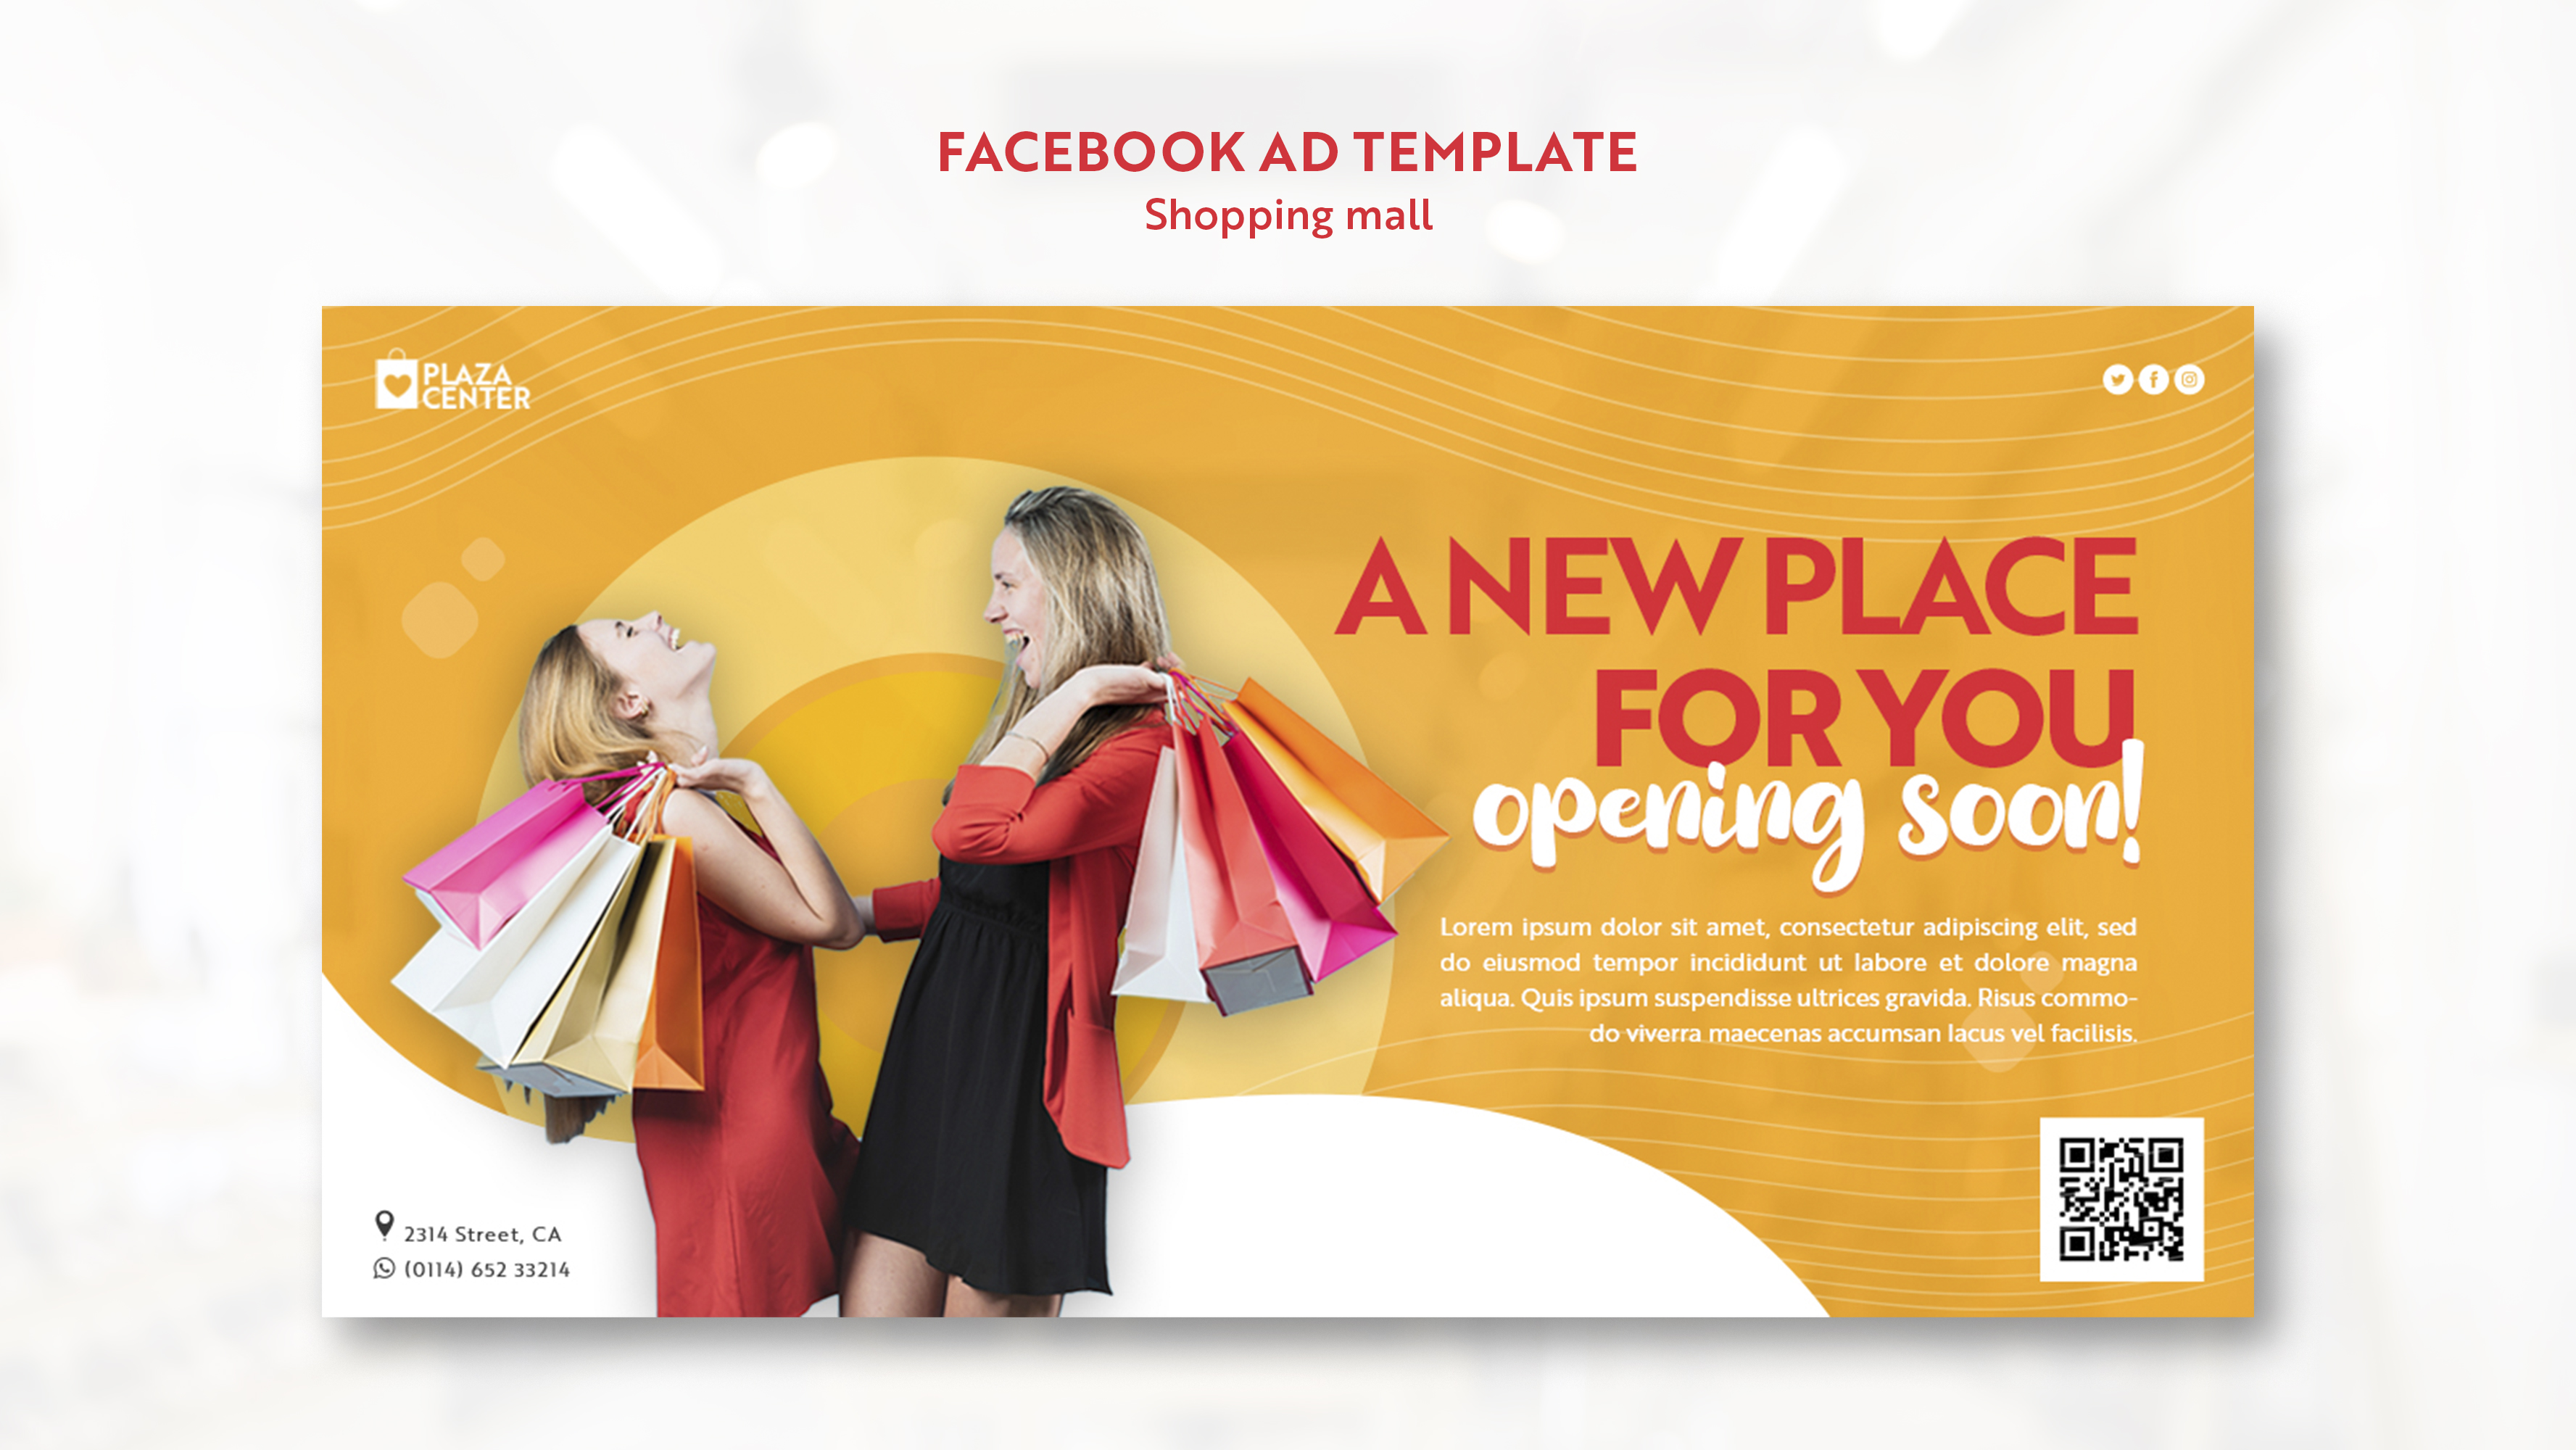 FACEBOOK AD TEMPLATE
Shopping mall
PLAZA
CENTER
A NEW PLACE
FOR YOU
opening soon!
Lorem ipsum dolor sit amet, consectetur adipiscing elit, sed
do eiusmod tempor incididunt ut labore et dolore magna
aliqua. Quis ipsum suspendisse ultrices gravida. Risus commo-
do viverra maecenas accumsan lacus vel facilisis.
2314 Street, CA
(0114) 652 33214